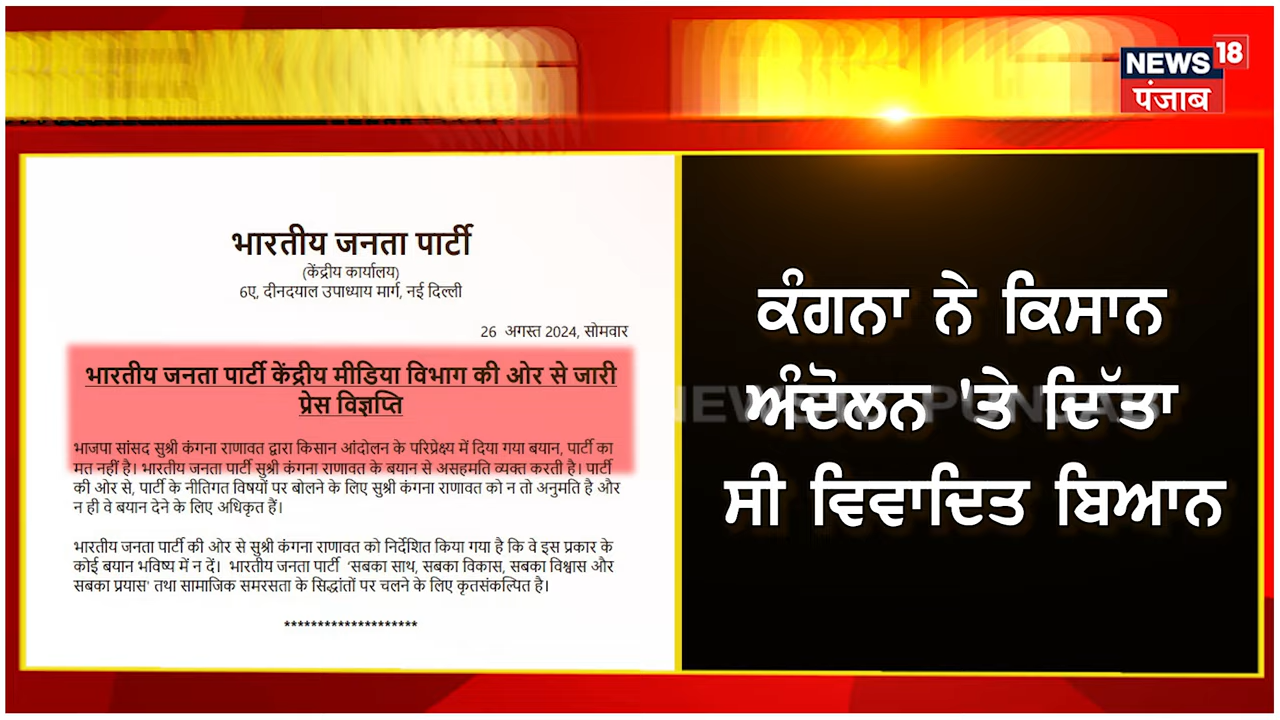 NEWS 18
पंजाब
भारतीय जनता पार्टी
(केंद्रीय कार्यालय)
6ए, दीनदयाल उपाध्याय मार्ग, नई दिल्ली
26 अगस्त 2024, सोमवार
भारतीय जनता पार्टी केंद्रीय मीडिया विभाग की ओर से जारी
प्रेस विज्ञप्ति
भाजपा सांसद सुश्री कंगना राणावत द्वारा किसान आंदोलन के परिप्रेक्ष्य में दिया गया बयान, पार्टी का
मत नहीं है। भारतीय जनता पार्टी सुश्री कंगना राणावत के बयान से असहमति व्यक्त करती है। पार्टी
की ओर से, पार्टी के नीतिगत विषयों पर बोलने के लिए सुश्री कंगना राणावत को न तो अनुमति है और
न ही वे बयान देने के लिए अधिकृत हैं।
भारतीय जनता पार्टी की ओर से सुश्री कंगना राणावत को निर्देशित किया गया है कि वे इस प्रकार के
कोई बयान भविष्य में न दें। भारतीय जनता पार्टी 'सबका साथ, सबका विकास, सबका विश्वास और
सबका प्रयास' तथा सामाजिक समरसता के सिद्धांतों पर चलने के लिए कृतसंकल्पित है।
********************
ਕੰਗਨਾ ਨੇ ਕਿਸਾਨ
ਅੰਦੋਲਨ 'ਤੇ ਦਿੱਤਾ
ਸੀ ਵਿਵਾਦਿਤ ਬਿਆਨ